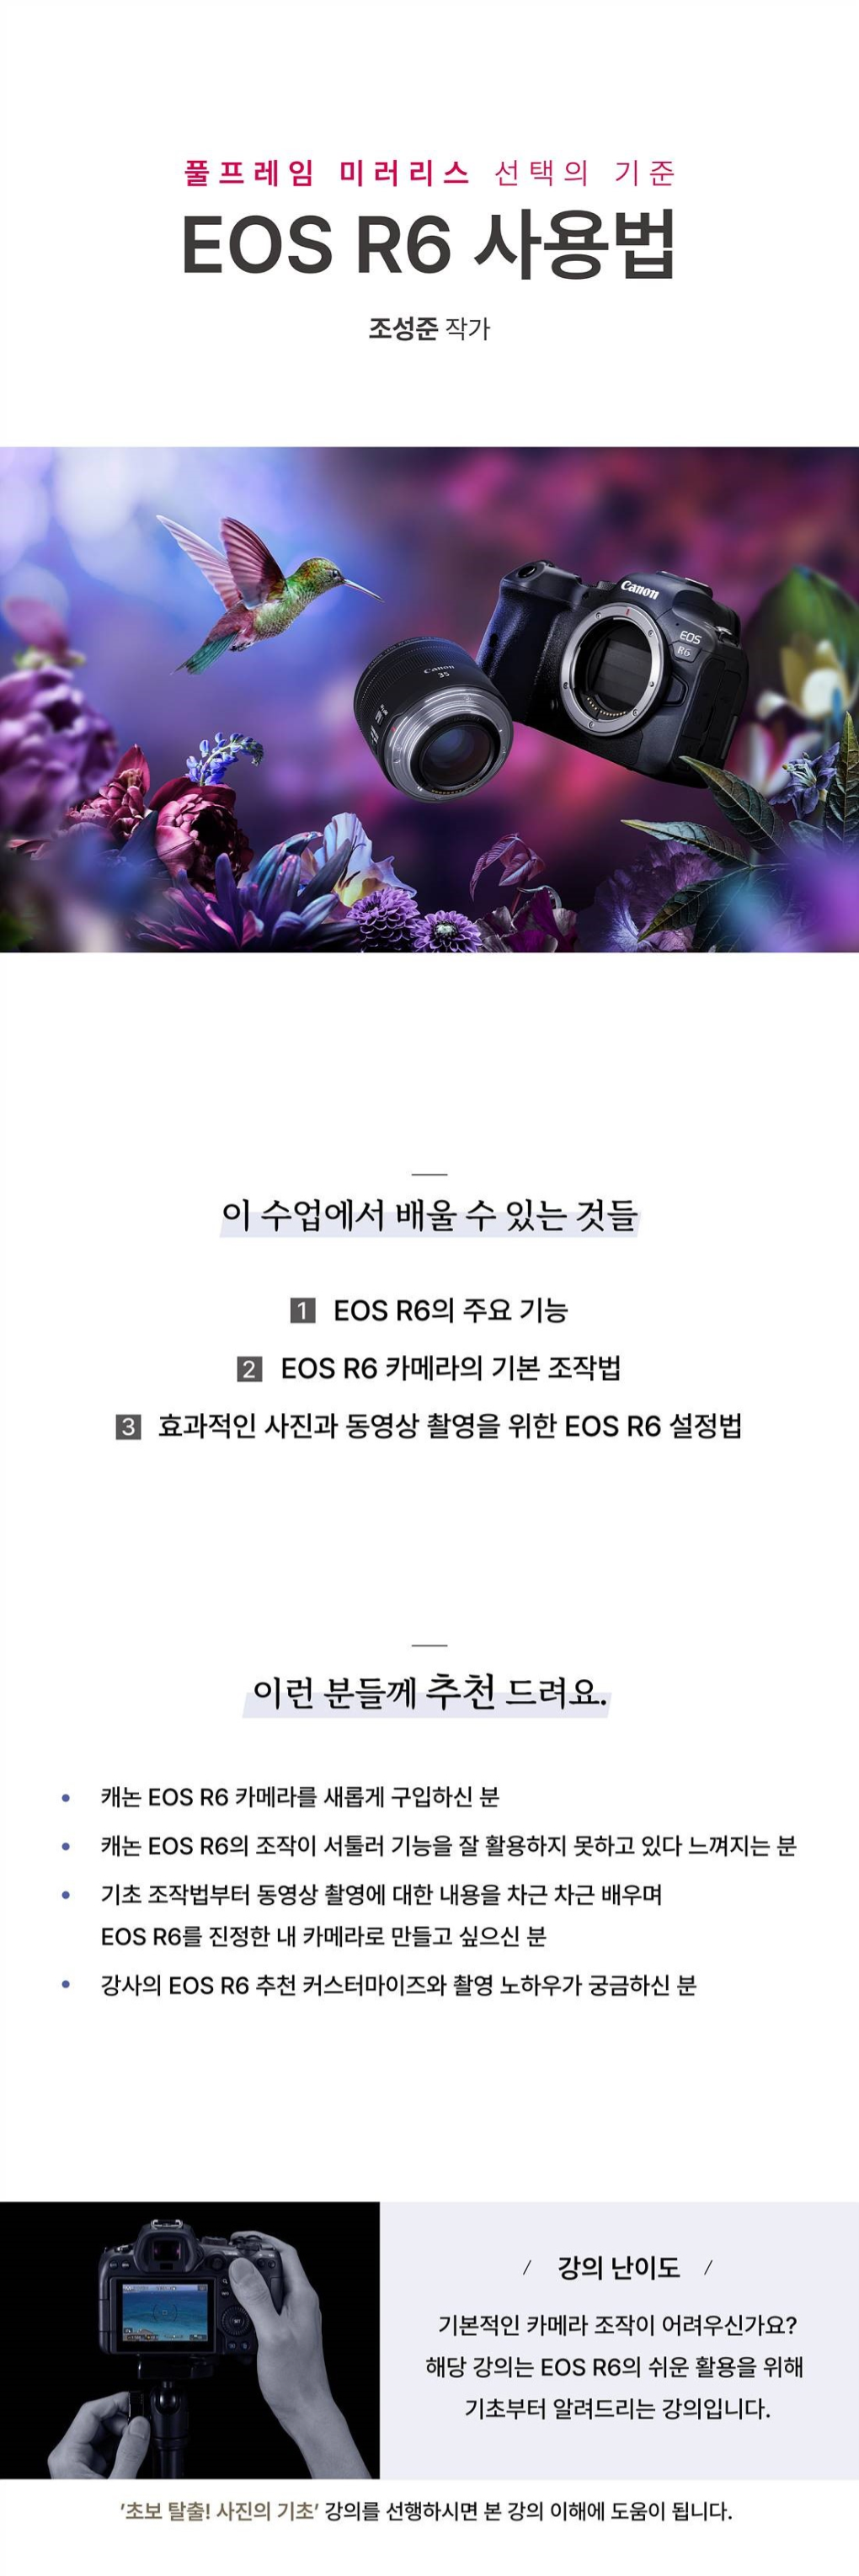 풀프레임 미러리스 선택의 기준
EOS R6 사용법
조성준 작가
Canon
EOS
R6
Canon
35
이 수업에서 배울 수 있는 것들
1 EOS R6의 주요 기능
2 EOS R6 카메라의 기본 조작법
3 효과적인 사진과 동영상 촬영을 위한 EOS R6 설정법
이런 분들께 추천 드려요.
• 캐논 EOS R6 카메라를 새롭게 구입하신 분
• 캐논 EOS R6의 조작이 서툴러 기능을 잘 활용하지 못하고 있다 느껴지는 분
• 기초 조작법부터 동영상 촬영에 대한 내용을 차근 차근 배우며
EOS R6를 진정한 내 카메라로 만들고 싶으신 분
• 강사의 EOS R6 추천 커스터마이즈와 촬영 노하우가 궁금하신 분
/ 강의 난이도 /
기본적인 카메라 조작이 어려우신가요?
해당 강의는 EOS R6의 쉬운 활용을 위해
기초부터 알려드리는 강의입니다.
'초보 탈출! 사진의 기초' 강의를 선행하시면 본 강의 이해에 도움이 됩니다.